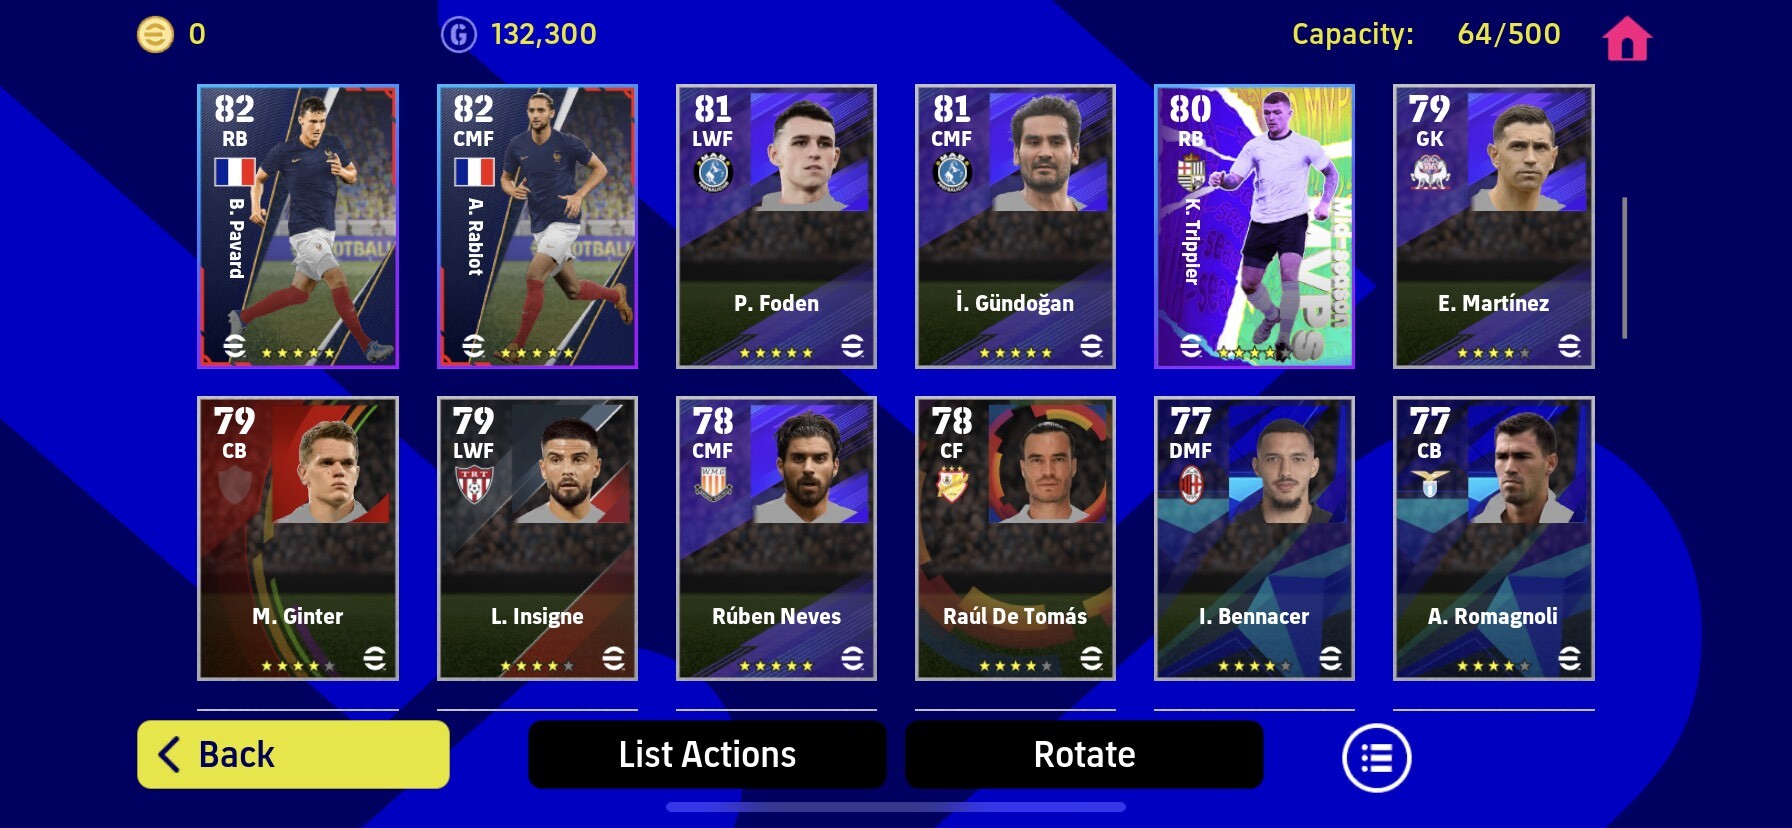 0
132,300
Capacity: 64/500
82
RB
B. Pavard
82
CMF
A. Rabiot
81
LWF
P. Foden
81
CMF
İ. Gündoğan
80
RB
K. Trippier
Mid-season
MVPS
79
GK
E. Martínez
79
CB
M. Ginter
79
LWF
L. Insigne
78
CMF
Rúben Neves
78
CF
Raúl De Tomás
77
DMF
I. Bennacer
77
CB
A. Romagnoli
Back
List Actions
Rotate